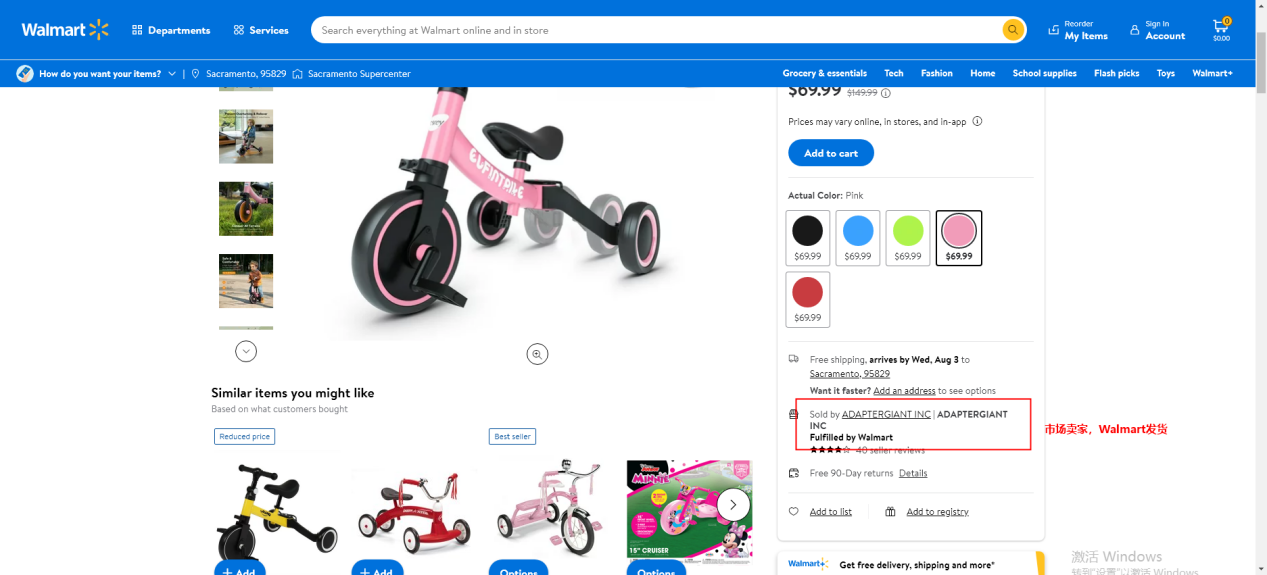 Walmart
Departments
Services
Search everything at Walmart online and in store
Reorder
My Items
Sign In
Account
0
$0.00
How do you want your items?
Sacramento, 95829
Sacramento Supercenter
Grocery & essentials
Tech
Fashion
Home
School supplies
Flash picks
Toys
Walmart+
$69.99 $149.99
Prices may vary online, in stores, and in-app
Add to cart
Actual Color: Pink
$69.99
$69.99
$69.99
$69.99
$69.99
Free shipping, arrives by Wed, Aug 3 to
Sacramento, 95829
Want it faster? Add an address to see options
Sold by ADAPTERGIANT INC | ADAPTERGIANT
INC
Fulfilled by Walmart
40 seller reviews
市场卖家，Walmart发货
Free 90-Day returns Details
Add to list
Add to registry
Walmart+
Get free delivery, shipping and more*
Similar items you might like
Based on what customers bought
Reduced price
Best seller
+ Add
+ Add
Options
Options
MINNIE
15" CRUISER
激活 Windows
转到"设置"以激活 Windows